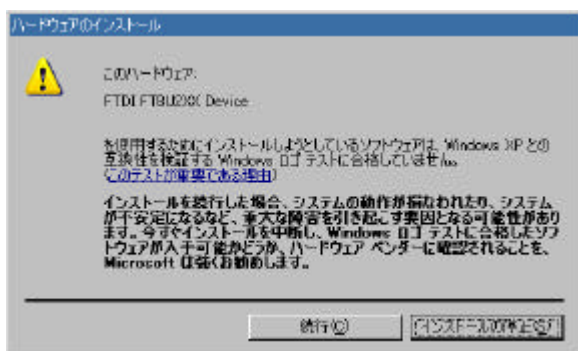 ハードウェアのインストール
このハードウェア:
FTDI FT8U2XX Device
を使用するためにインストールしようとしているソフトウェアは、Windows XP との
互換性を検証する Windows ロゴ テストに合格していません。
(このテストが重要である理由)
インストールを続行した場合、システムの動作が損なわれたり、システム
が不安定になるなど、重大な障害を引き起こす要因となる可能性があり
ます。今すぐインストールを中断し、Windows ロゴ テストに合格したソフ
トウェアが入手可能かどうか、ハードウェア ベンダーに確認されることを、
Microsoft は強くお勧めします。
続行(C)
インストールの停止(S)